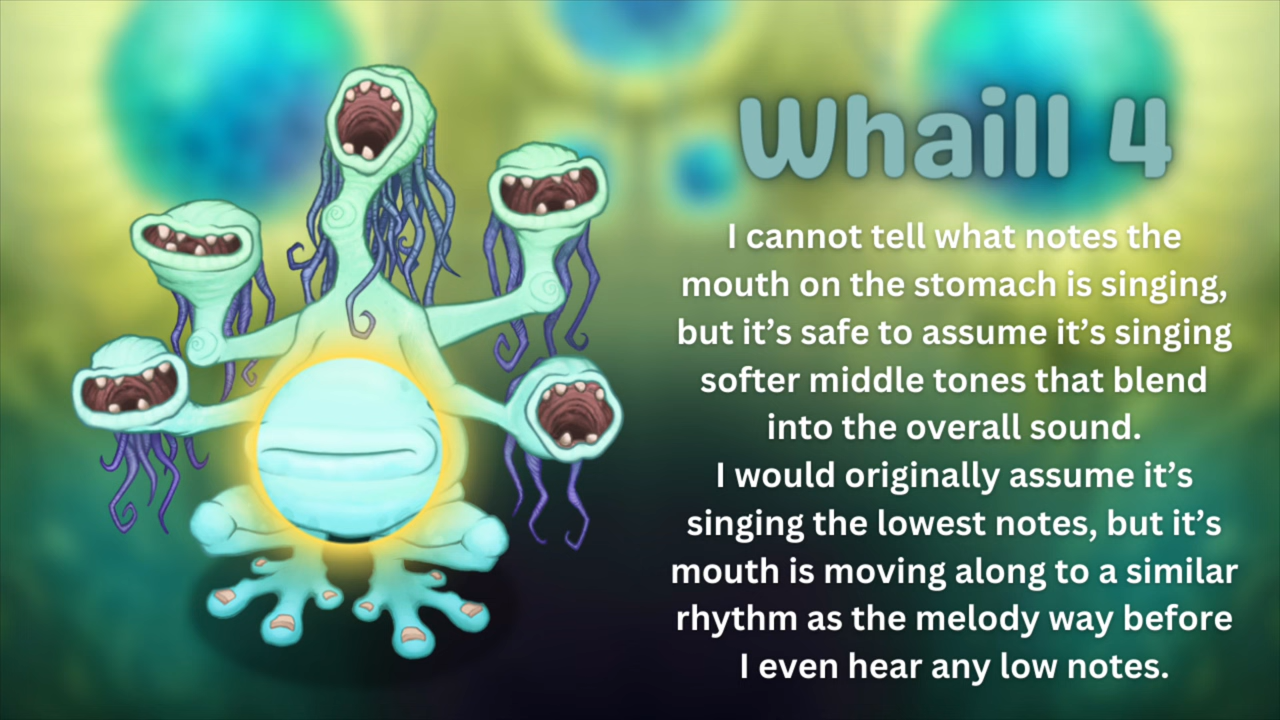 Whaill 4
I cannot tell what notes the
mouth on the stomach is singing,
but it’s safe to assume it’s singing
softer middle tones that blend
into the overall sound.
I would originally assume it’s
singing the lowest notes, but it’s
mouth is moving along to a similar
rhythm as the melody way before
I even hear any low notes.